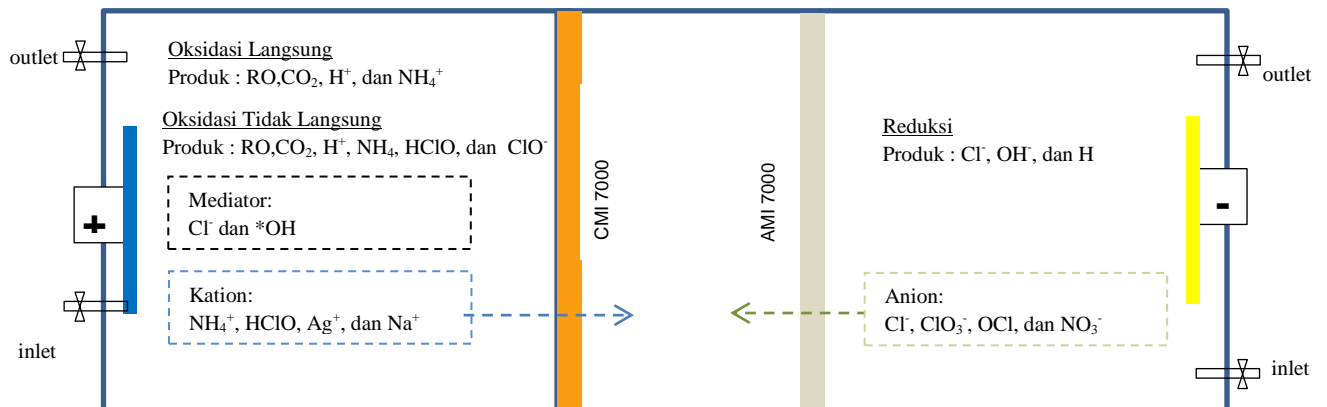 outlet
Oksidasi Langsung
Produk : RO,CO₂, H⁺, dan NH₄⁺
Oksidasi Tidak Langsung
Produk : RO,CO₂, H⁺, NH₄, HClO, dan ClO⁻
Mediator:
Cl⁻ dan *OH
+
Kation:
NH₄⁺, HClO, Ag⁺, dan Na⁺
inlet
CMI 7000
AMI 7000
outlet
Reduksi
Produk : Cl⁻, OH⁻, dan H
-
Anion:
Cl⁻, ClO₃⁻, OCl, dan NO₃⁻
inlet